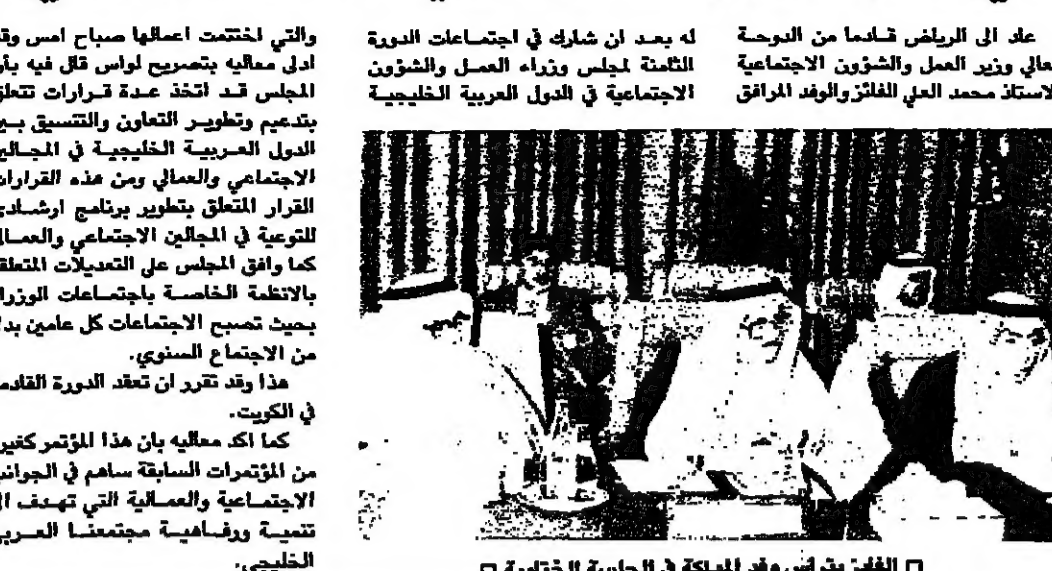 عاد الى الرياض قادما من الدوحة
معالي وزير العمل والشؤون الاجتماعية
الاستاذ محمد العلي الفائز والوفد المرافق
له بعد ان شارك في اجتماعات الدورة
الثامنة لمجلس وزراء العمل والشؤون
الاجتماعية في الدول العربية الخليجية
والتي اختتمت اعمالها صباح امس وقد
ادلى معاليه بتصريح لواس قال فيه بأن
المجلس قد اتخذ عدة قرارات تتعلق
بتدعيم وتطوير التعاون والتنسيق بين
الدول العربية الخليجية في المجالين
الاجتماعي والعمالي ومن هذه القرارات
القرار المتعلق بتطوير برنامج ارشادي
للتوعية في المجالين الاجتماعي والعمالي
كما وافق المجلس على التعديلات المتعلقة
بالانظمة الخاصة باجتماعات الوزراء
بحيث تصبح الاجتماعات كل عامين بدلا
من الاجتماع السنوي.
هذا وقد تقرر ان تعقد الدورة القادمة
في الكويت.
كما اكد معاليه بان هذا المؤتمر كغيره
من المؤتمرات السابقة ساهم في الجوانب
الاجتماعية والعمالية التي تهدف الى
تنمية ورفاهية مجتمعنا العربي
الخليجي.
□ الفايز يترأس وفد المملكة في الجلسة الختامية □